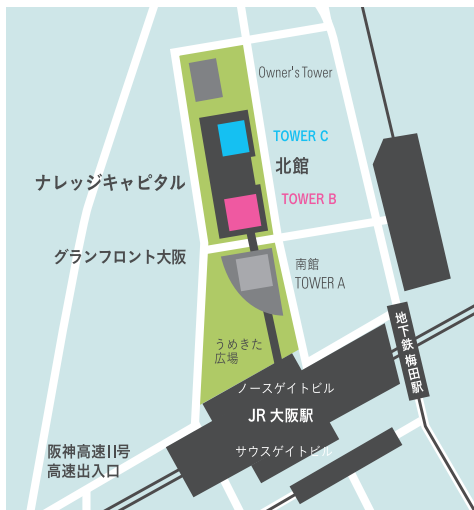 Owner's Tower
TOWER C
北館
ナレッジキャピタル
TOWER B
グランフロント大阪
南館
TOWER A
地下鉄 梅田駅
うめきた
広場
ノースゲイトビル
JR 大阪駅
サウスゲイトビル
阪神高速11号
高速出入口